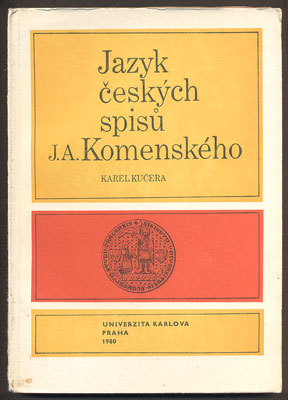 Jazyk
českých
spisů
J.A.Komenského
KAREL KUČERA
UNIVERZITA KARLOVA
PRAHA
1980